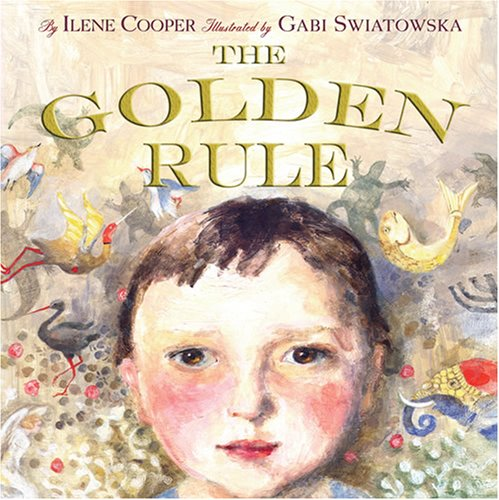 By ILENE COOPER Illustrated by GABI SWIATOWSKA
THE
GOLDEN
RULE